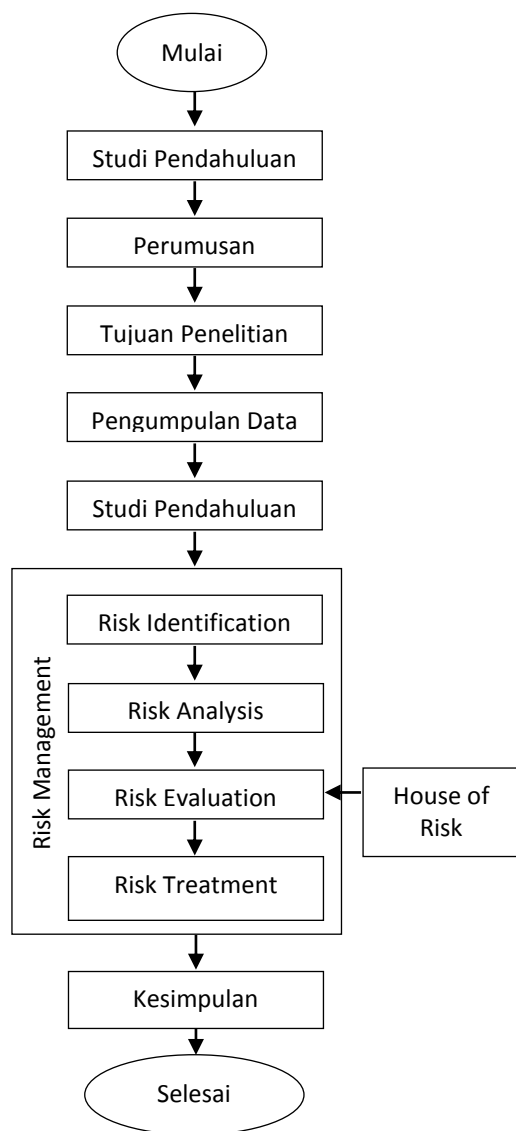 Mulai
Studi Pendahuluan
Perumusan
Tujuan Penelitian
Pengumpulan Data
Studi Pendahuluan
Risk Management
Risk Identification
Risk Analysis
Risk Evaluation
House of
Risk
Risk Treatment
Kesimpulan
Selesai